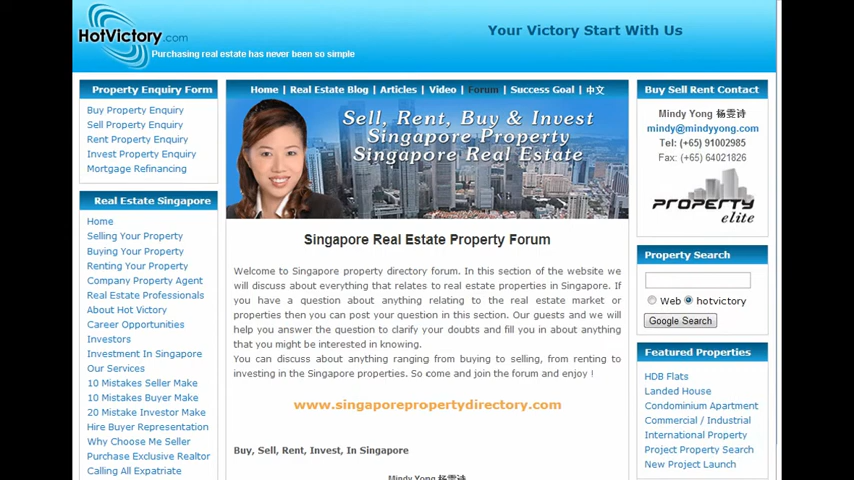 HotVictory.com
Purchasing real estate has never been so simple
Your Victory Start With Us
Property Enquiry Form
Buy Property Enquiry
Sell Property Enquiry
Rent Property Enquiry
Invest Property Enquiry
Mortgage Refinancing
Real Estate Singapore
Home
Selling Your Property
Buying Your Property
Renting Your Property
Company Property Agent
Real Estate Professionals
About Hot Victory
Career Opportunities
Investors
Investment In Singapore
Our Services
10 Mistakes Seller Make
10 Mistakes Buyer Make
20 Mistake Investor Make
Hire Buyer Representation
Why Choose Me Seller
Purchase Exclusive Realtor
Calling All Expatriate
Home | Real Estate Blog | Articles | Video | Forum | Success Goal | 中文
Sell, Rent, Buy & Invest
Singapore Property
Singapore Real Estate
Singapore Real Estate Property Forum
Welcome to Singapore property directory forum. In this section of the website we
will discuss about everything that relates to real estate properties in Singapore. If
you have a question about anything relating to the real estate market or
properties then you can post your question in this section. Our guests and we will
help you answer the question to clarify your doubts and fill you in about anything
that you might be interested in knowing.
You can discuss about anything ranging from buying to selling, from renting to
investing in the Singapore properties. So come and join the forum and enjoy !
www.singaporepropertydirectory.com
Buy, Sell, Rent, Invest, In Singapore
Mindy Yong 杨雯诗
Buy Sell Rent Contact
Mindy Yong 杨雯诗
mindy@mindyyong.com
Tel: (+65) 91002985
Fax: (+65) 64021826
PROPERTY
elite
Property Search
Web hotvictory
Google Search
Featured Properties
HDB Flats
Landed House
Condominium Apartment
Commercial / Industrial
International Property
Project Property Search
New Project Launch